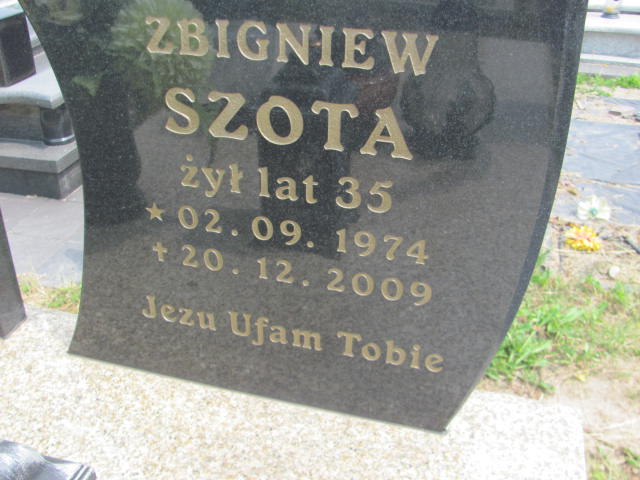 ZBIGNIEW
SZOTA
żył lat 35
★ 02. 09. 1974
✝ 20. 12. 2009
Jezu Ufam Tobie